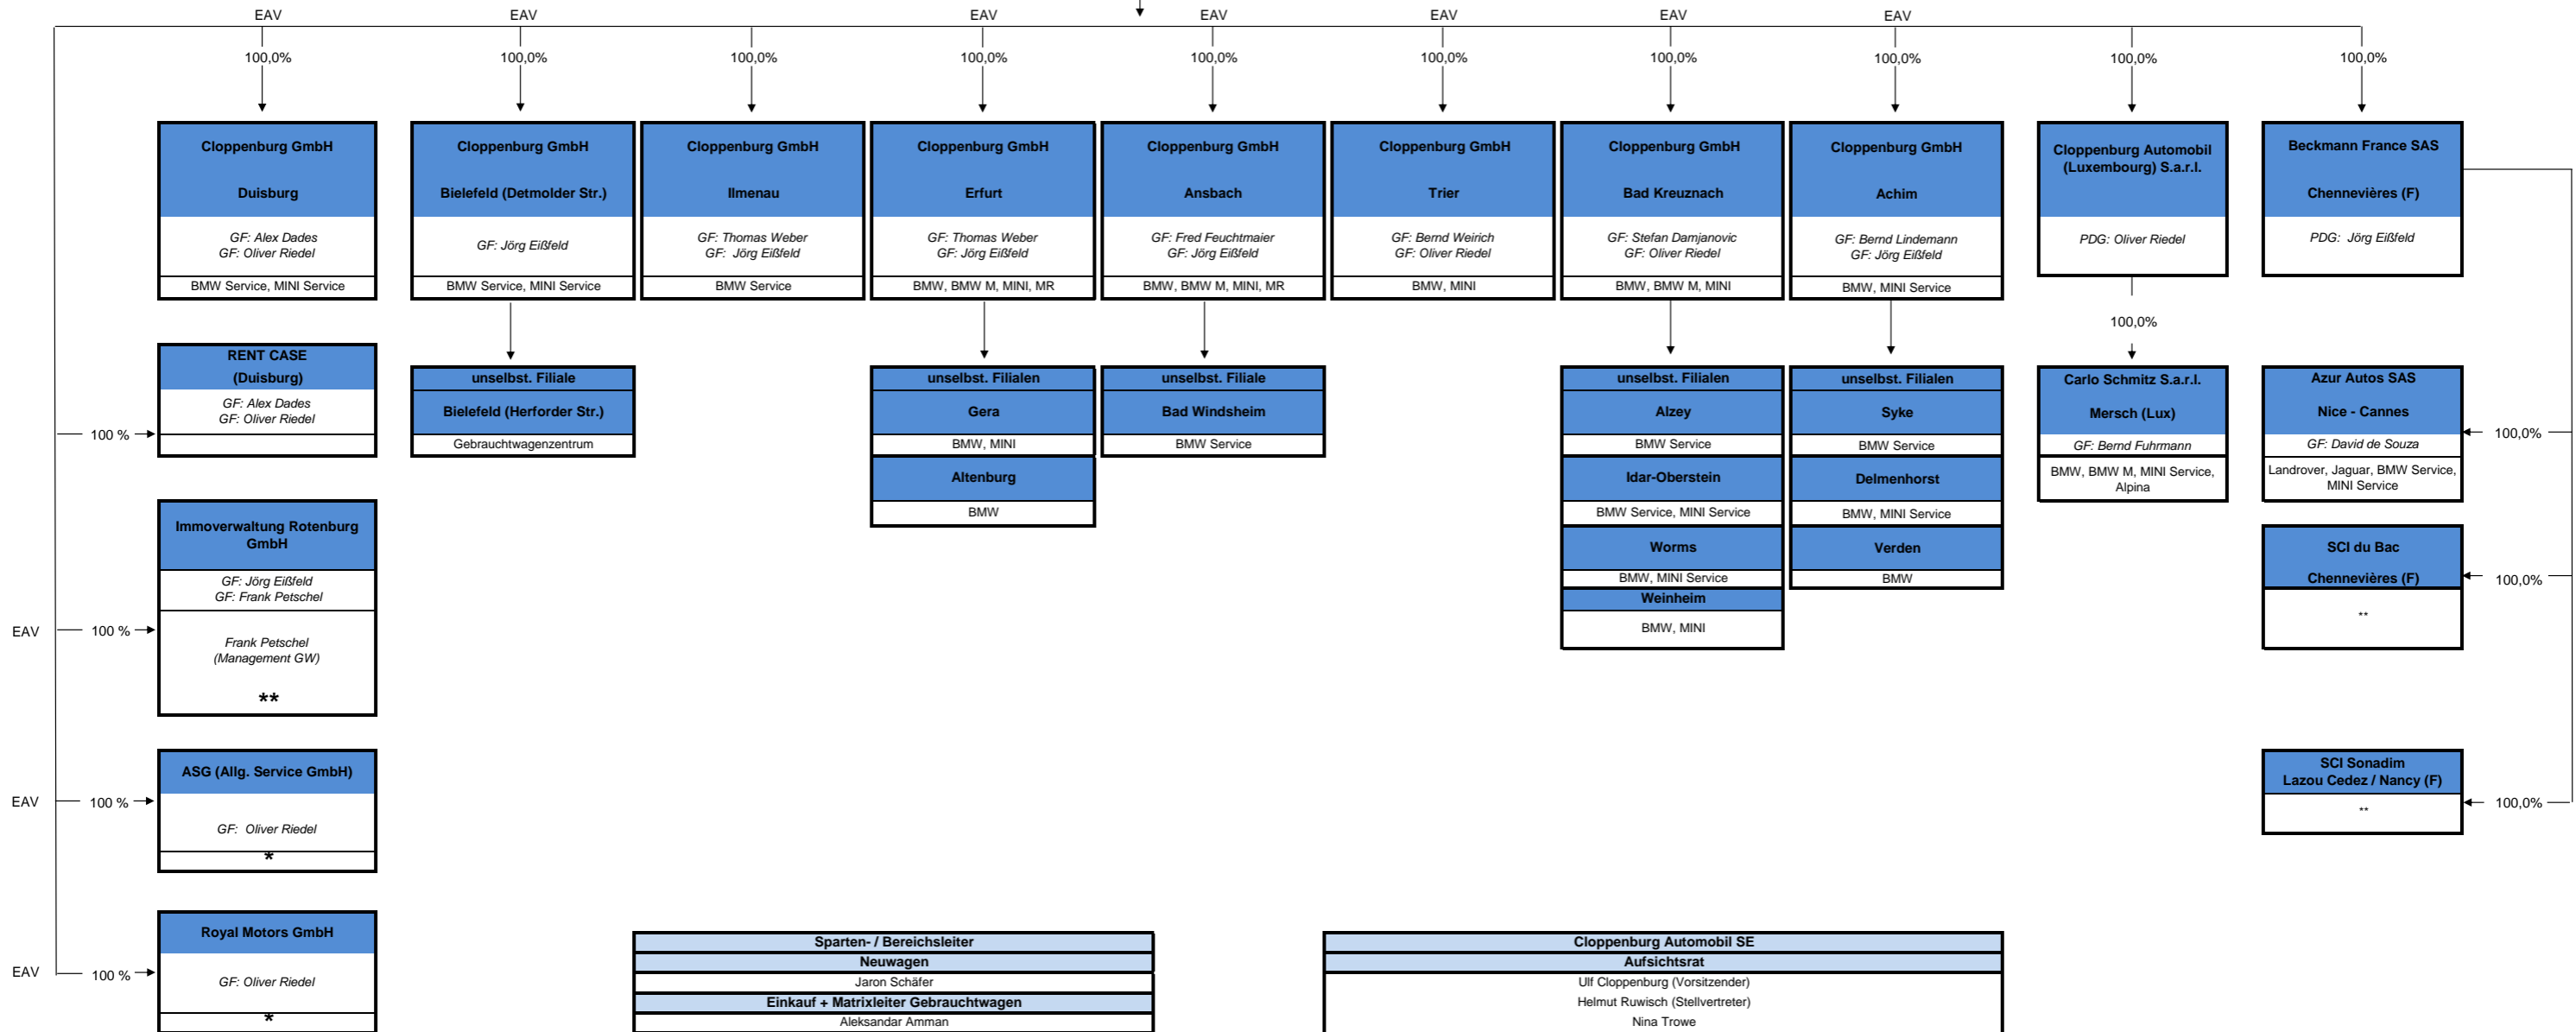 EAV EAV EAV EAV EAV EAV EAV
100,0% 100,0% 100,0% 100,0% 100,0% 100,0% 100,0% 100,0% 100,0% 100,0%
Cloppenburg GmbH
Duisburg
GF: Alex Dades
GF: Oliver Riedel
BMW Service, MINI Service
Cloppenburg GmbH
Bielefeld (Detmolder Str.)
GF: Jörg Eißfeld
BMW Service, MINI Service
Cloppenburg GmbH
Ilmenau
GF: Thomas Weber
GF: Jörg Eißfeld
BMW Service
Cloppenburg GmbH
Erfurt
GF: Thomas Weber
GF: Jörg Eißfeld
BMW, BMW M, MINI, MR
Cloppenburg GmbH
Ansbach
GF: Fred Feuchtmaier
GF: Jörg Eißfeld
BMW, BMW M, MINI, MR
Cloppenburg GmbH
Trier
GF: Bernd Weirich
GF: Oliver Riedel
BMW, MINI
Cloppenburg GmbH
Bad Kreuznach
GF: Stefan Damjanovic
GF: Oliver Riedel
BMW, BMW M, MINI
Cloppenburg GmbH
Achim
GF: Bernd Lindemann
GF: Jörg Eißfeld
BMW, MINI Service
Cloppenburg Automobil
(Luxembourg) S.a.r.l.
PDG: Oliver Riedel
Beckmann France SAS
Chennevières (F)
PDG: Jörg Eißfeld
100,0%
RENT CASE
(Duisburg)
GF: Alex Dades
GF: Oliver Riedel
100 %
unselbst. Filiale
Bielefeld (Herforder Str.)
Gebrauchtwagenzentrum
unselbst. Filialen
Gera
BMW, MINI
Altenburg
BMW
unselbst. Filiale
Bad Windsheim
BMW Service
unselbst. Filialen
Alzey
BMW Service
Idar-Oberstein
BMW Service, MINI Service
Worms
BMW, MINI Service
Weinheim
BMW, MINI
unselbst. Filialen
Syke
BMW Service
Delmenhorst
BMW, MINI Service
Verden
BMW
Carlo Schmitz S.a.r.l.
Mersch (Lux)
GF: Bernd Fuhrmann
BMW, BMW M, MINI Service,
Alpina
Azur Autos SAS
Nice - Cannes
GF: David de Souza
Landrover, Jaguar, BMW Service,
MINI Service
100,0%
SCI du Bac
Chennevières (F)
**
100,0%
Immoverwaltung Rotenburg
GmbH
GF: Jörg Eißfeld
GF: Frank Petschel
Frank Petschel
(Management GW)
**
EAV 100 %
ASG (Allg. Service GmbH)
GF: Oliver Riedel
*
EAV 100 %
SCI Sonadim
Lazou Cedez / Nancy (F)
**
100,0%
Royal Motors GmbH
GF: Oliver Riedel
*
EAV 100 %
Sparten- / Bereichsleiter
Neuwagen
Jaron Schäfer
Einkauf + Matrixleiter Gebrauchtwagen
Aleksandar Amman
Cloppenburg Automobil SE
Aufsichtsrat
Ulf Cloppenburg (Vorsitzender)
Helmut Ruwisch (Stellvertreter)
Nina Trowe